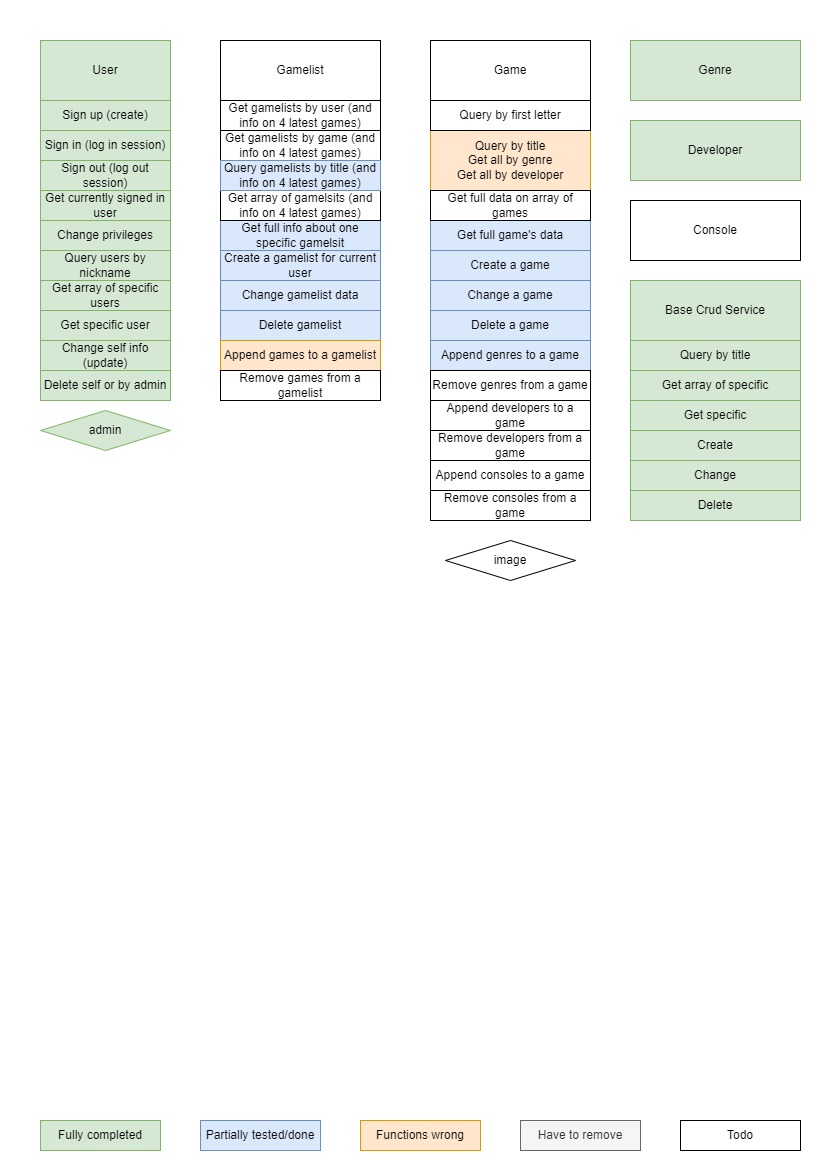 User
Sign up (create)
Sign in (log in session)
Sign out (log out
session)
Get currently signed in
user
Change privileges
Query users by
nickname
Get array of specific
users
Get specific user
Change self info
(update)
Delete self or by admin
admin
Gamelist
Get gamelists by user (and
info on 4 latest games)
Get gamelists by game (and
info on 4 latest games)
Query gamelists by title (and
info on 4 latest games)
Get array of gamelsits (and
info on 4 latest games)
Get full info about one
specific gamelsit
Create a gamelist for current
user
Change gamelist data
Delete gamelist
Append games to a gamelist
Remove games from a
gamelist
Game
Query by first letter
Query by title
Get all by genre
Get all by developer
Get full data on array of
games
Get full game's data
Create a game
Change a game
Delete a game
Append genres to a game
Remove genres from a game
Append developers to a
game
Remove developers from a
game
Append consoles to a game
Remove consoles from a
game
image
Genre
Developer
Console
Base Crud Service
Query by title
Get array of specific
Get specific
Create
Change
Delete
Fully completed
Partially tested/done
Functions wrong
Have to remove
Todo